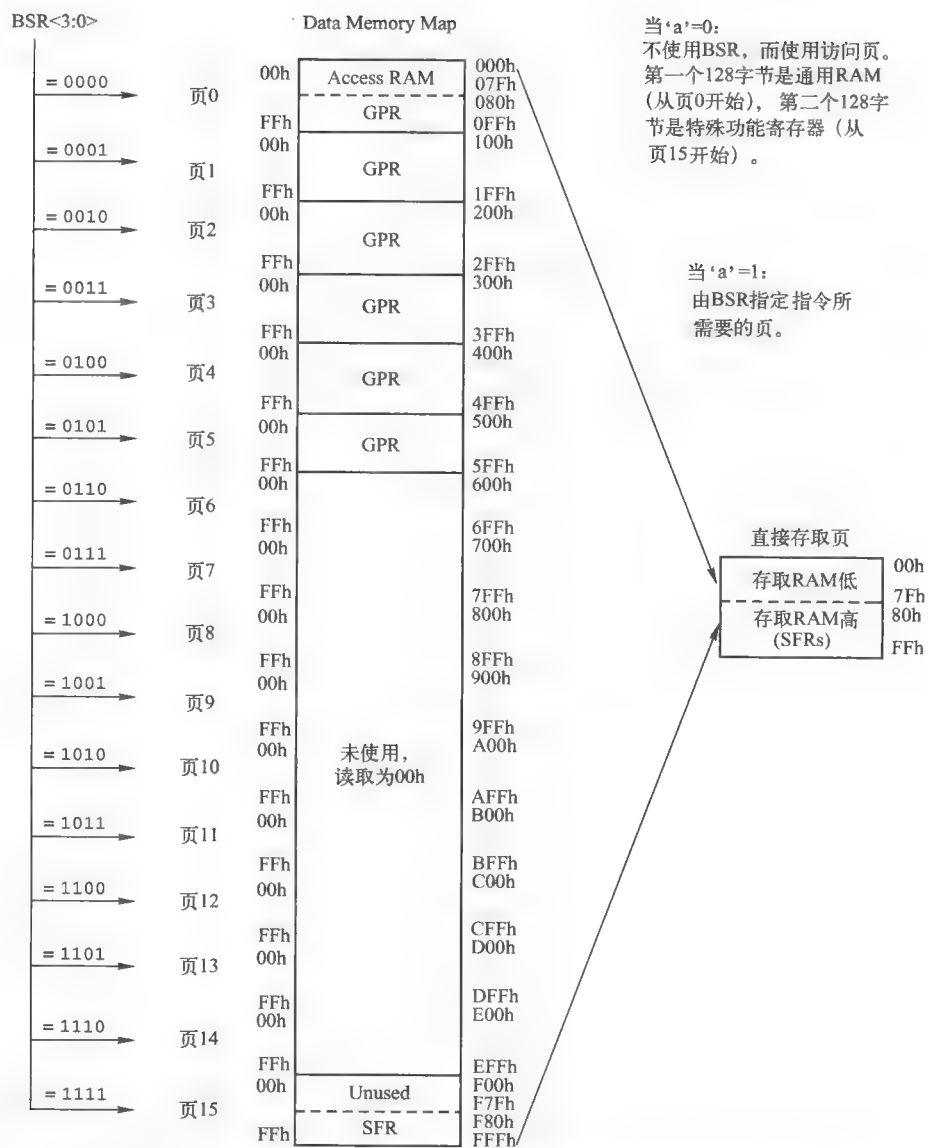 BSR<3:0>
Data Memory Map
当‘a’=0：
不使用BSR，而使用访问页。
第一个128字节是通用RAM
(从页0开始)，第二个128字
节是特殊功能寄存器（从
页15开始）。
当‘a’=1：
由BSR指定指令所
需要的页。
= 0000
页0
00h
Access RAM
000h
07Fh
GPR
080h
FFh
0FFh
= 0001
页1
00h
GPR
100h
FFh
1FFh
= 0010
页2
00h
GPR
200h
FFh
2FFh
= 0011
页3
00h
GPR
300h
FFh
3FFh
= 0100
页4
00h
GPR
400h
FFh
4FFh
= 0101
页5
00h
GPR
500h
FFh
5FFh
= 0110
页6
00h
600h
FFh
6FFh
= 0111
页7
00h
700h
FFh
7FFh
= 1000
页8
00h
800h
FFh
8FFh
= 1001
页9
00h
900h
FFh
9FFh
= 1010
页10
00h
未使用，
读取为00h
A00h
FFh
AFFh
= 1011
页11
00h
B00h
FFh
BFFh
= 1100
页12
00h
C00h
FFh
CFFh
= 1101
页13
00h
D00h
FFh
DFFh
= 1110
页14
00h
E00h
FFh
EFFh
= 1111
页15
00h
Unused
F00h
F7Fh
SFR
F80h
FFh
FFFh
直接存取页
存取RAM低
00h
7Fh
存取RAM高
(SFRs)
80h
FFh